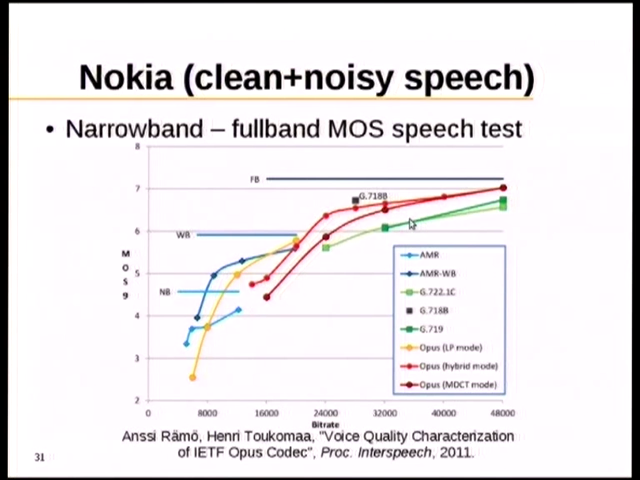 Nokia (clean+noisy speech)
• Narrowband – fullband MOS speech test
8
7
6
5
4
3
2
M
O
S
9
FB
WB
NB
G.718B
AMR
AMR-WB
G.722.1C
G.718B
G.719
Opus (LP mode)
Opus (hybrid mode)
Opus (MDCT mode)
0 8000 16000 24000 32000 40000 48000
Bitrate
Anssi Rämö, Henri Toukomaa, "Voice Quality Characterization
of IETF Opus Codec", Proc. Interspeech, 2011.
31